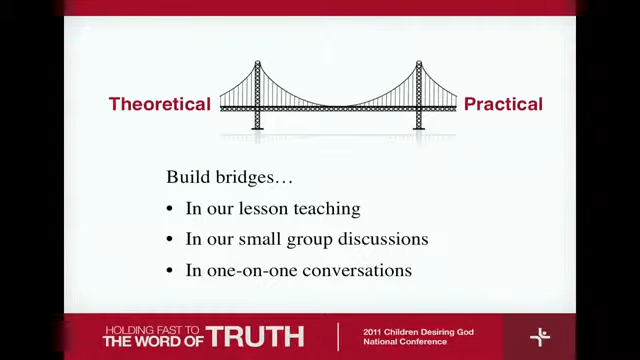 Theoretical Practical
Build bridges…
• In our lesson teaching
• In our small group discussions
• In one-on-one conversations
HOLDING FAST TO
THE WORD OF TRUTH
2011 Children Desiring God
National Conference